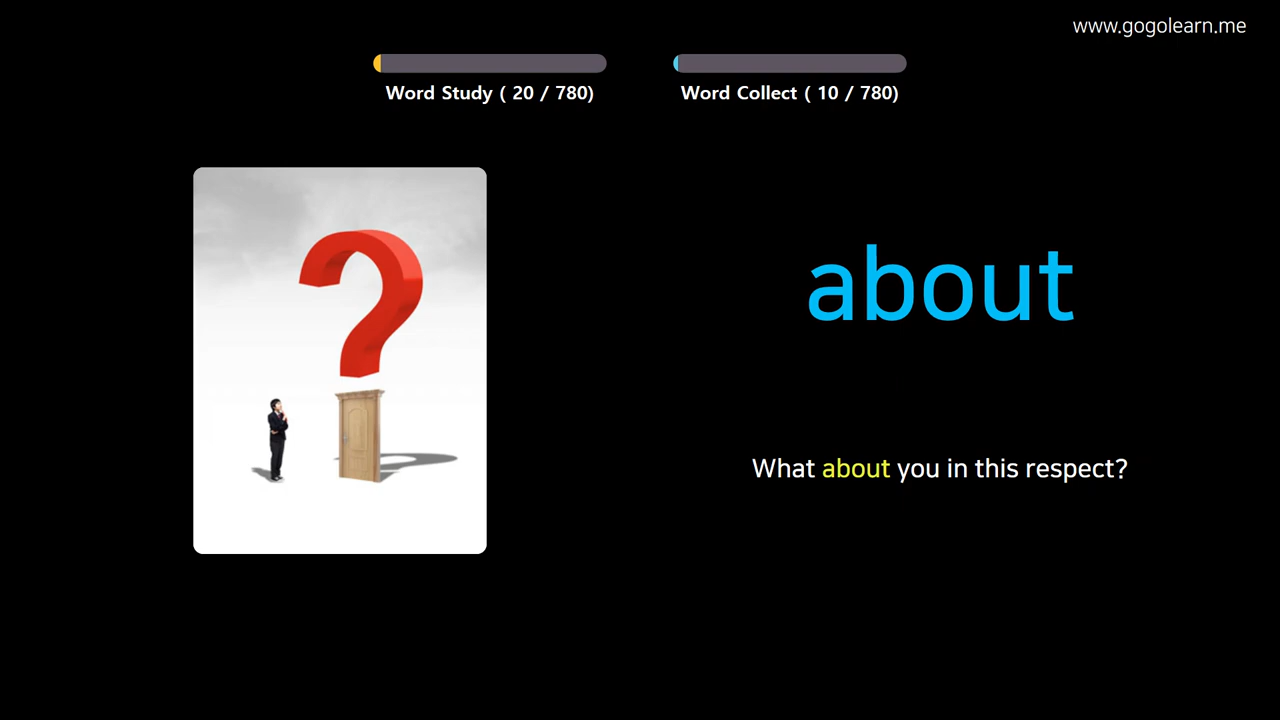 www.gogolearn.me
Word Study ( 20 / 780)
Word Collect ( 10 / 780)
about
What about you in this respect?